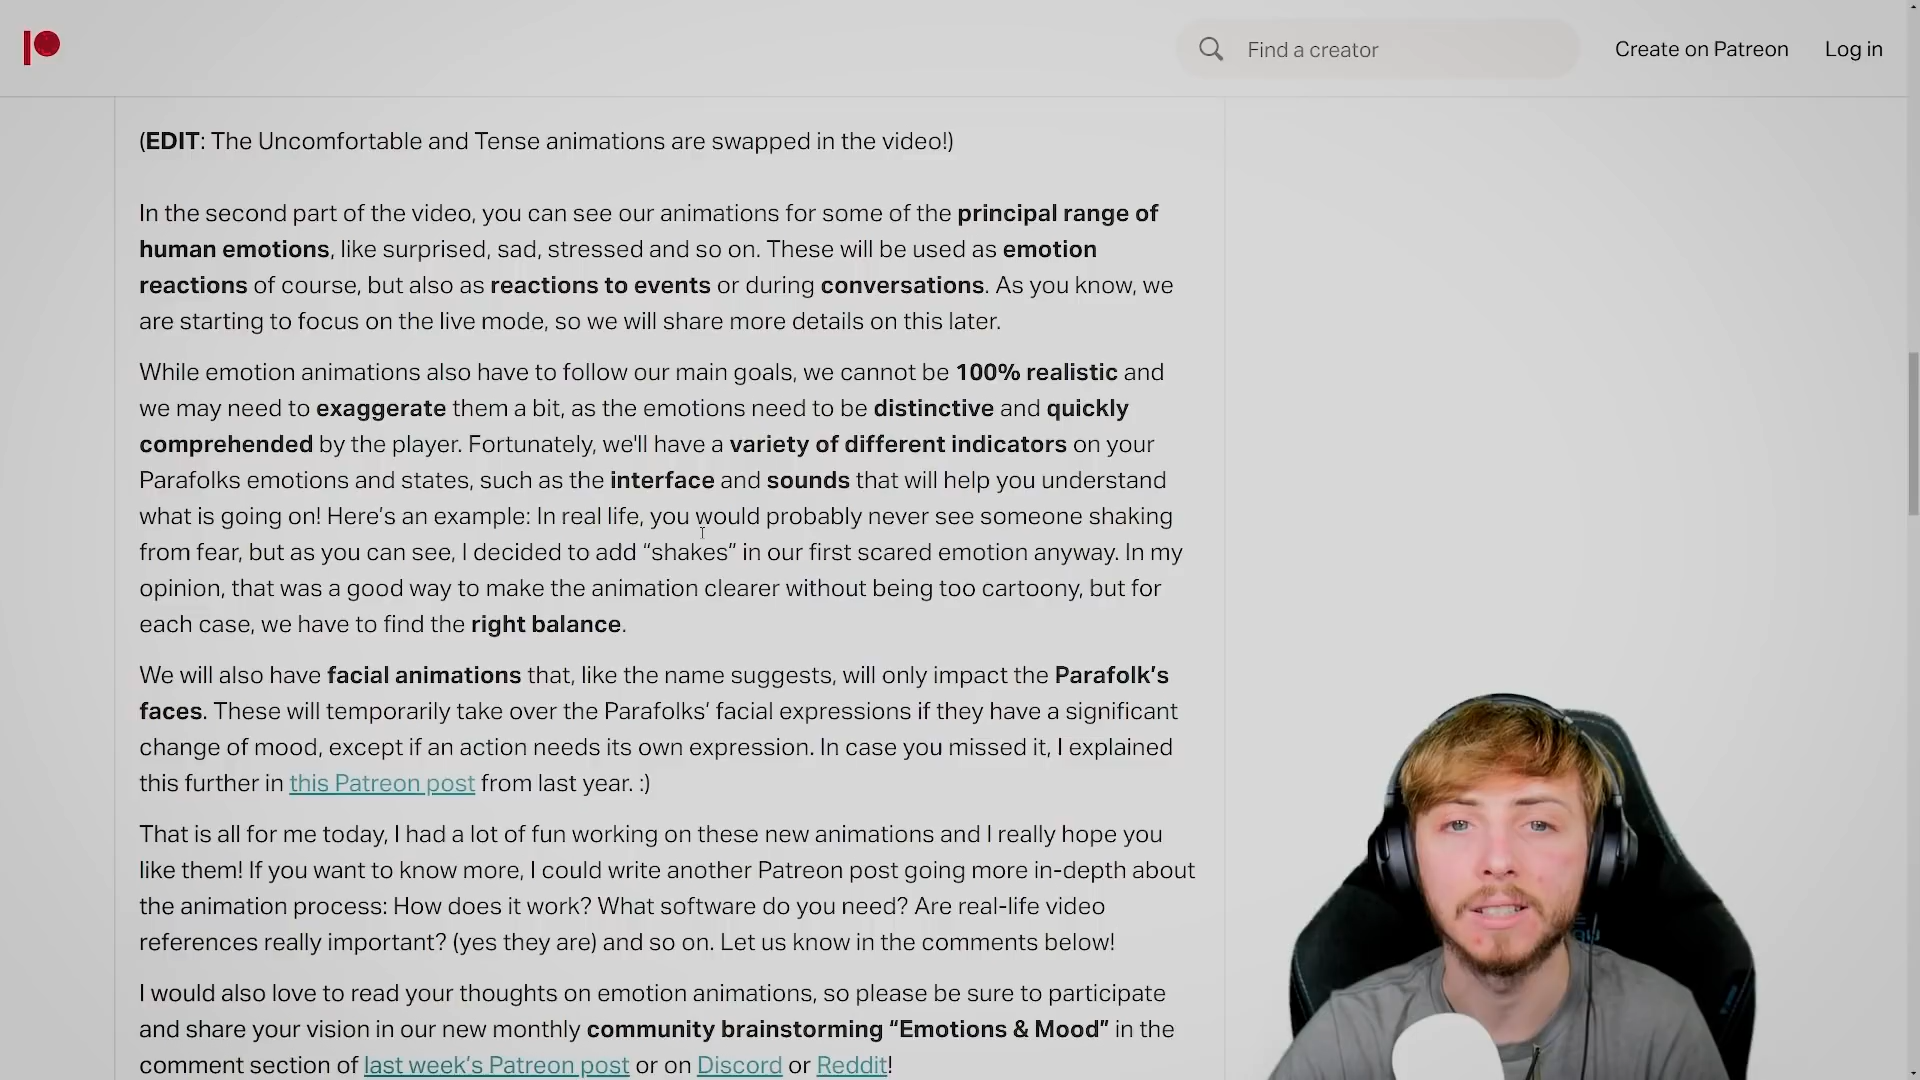 Find a creator
Create on Patreon
Log in
(EDIT: The Uncomfortable and Tense animations are swapped in the video!)
In the second part of the video, you can see our animations for some of the principal range of
human emotions, like surprised, sad, stressed and so on. These will be used as emotion
reactions of course, but also as reactions to events or during conversations. As you know, we
are starting to focus on the live mode, so we will share more details on this later.
While emotion animations also have to follow our main goals, we cannot be 100% realistic and
we may need to exaggerate them a bit, as the emotions need to be distinctive and quickly
comprehended by the player. Fortunately, we'll have a variety of different indicators on your
Parafolks emotions and states, such as the interface and sounds that will help you understand
what is going on! Here’s an example: In real life, you would probably never see someone shaking
from fear, but as you can see, I decided to add “shakes” in our first scared emotion anyway. In my
opinion, that was a good way to make the animation clearer without being too cartoony, but for
each case, we have to find the right balance.
We will also have facial animations that, like the name suggests, will only impact the Parafolk’s
faces. These will temporarily take over the Parafolks’ facial expressions if they have a significant
change of mood, except if an action needs its own expression. In case you missed it, I explained
this further in this Patreon post from last year. :)
That is all for me today, I had a lot of fun working on these new animations and I really hope you
like them! If you want to know more, I could write another Patreon post going more in-depth about
the animation process: How does it work? What software do you need? Are real-life video
references really important? (yes they are) and so on. Let us know in the comments below!
I would also love to read your thoughts on emotion animations, so please be sure to participate
and share your vision in our new monthly community brainstorming “Emotions & Mood” in the
comment section of last week’s Patreon post or on Discord or Reddit!